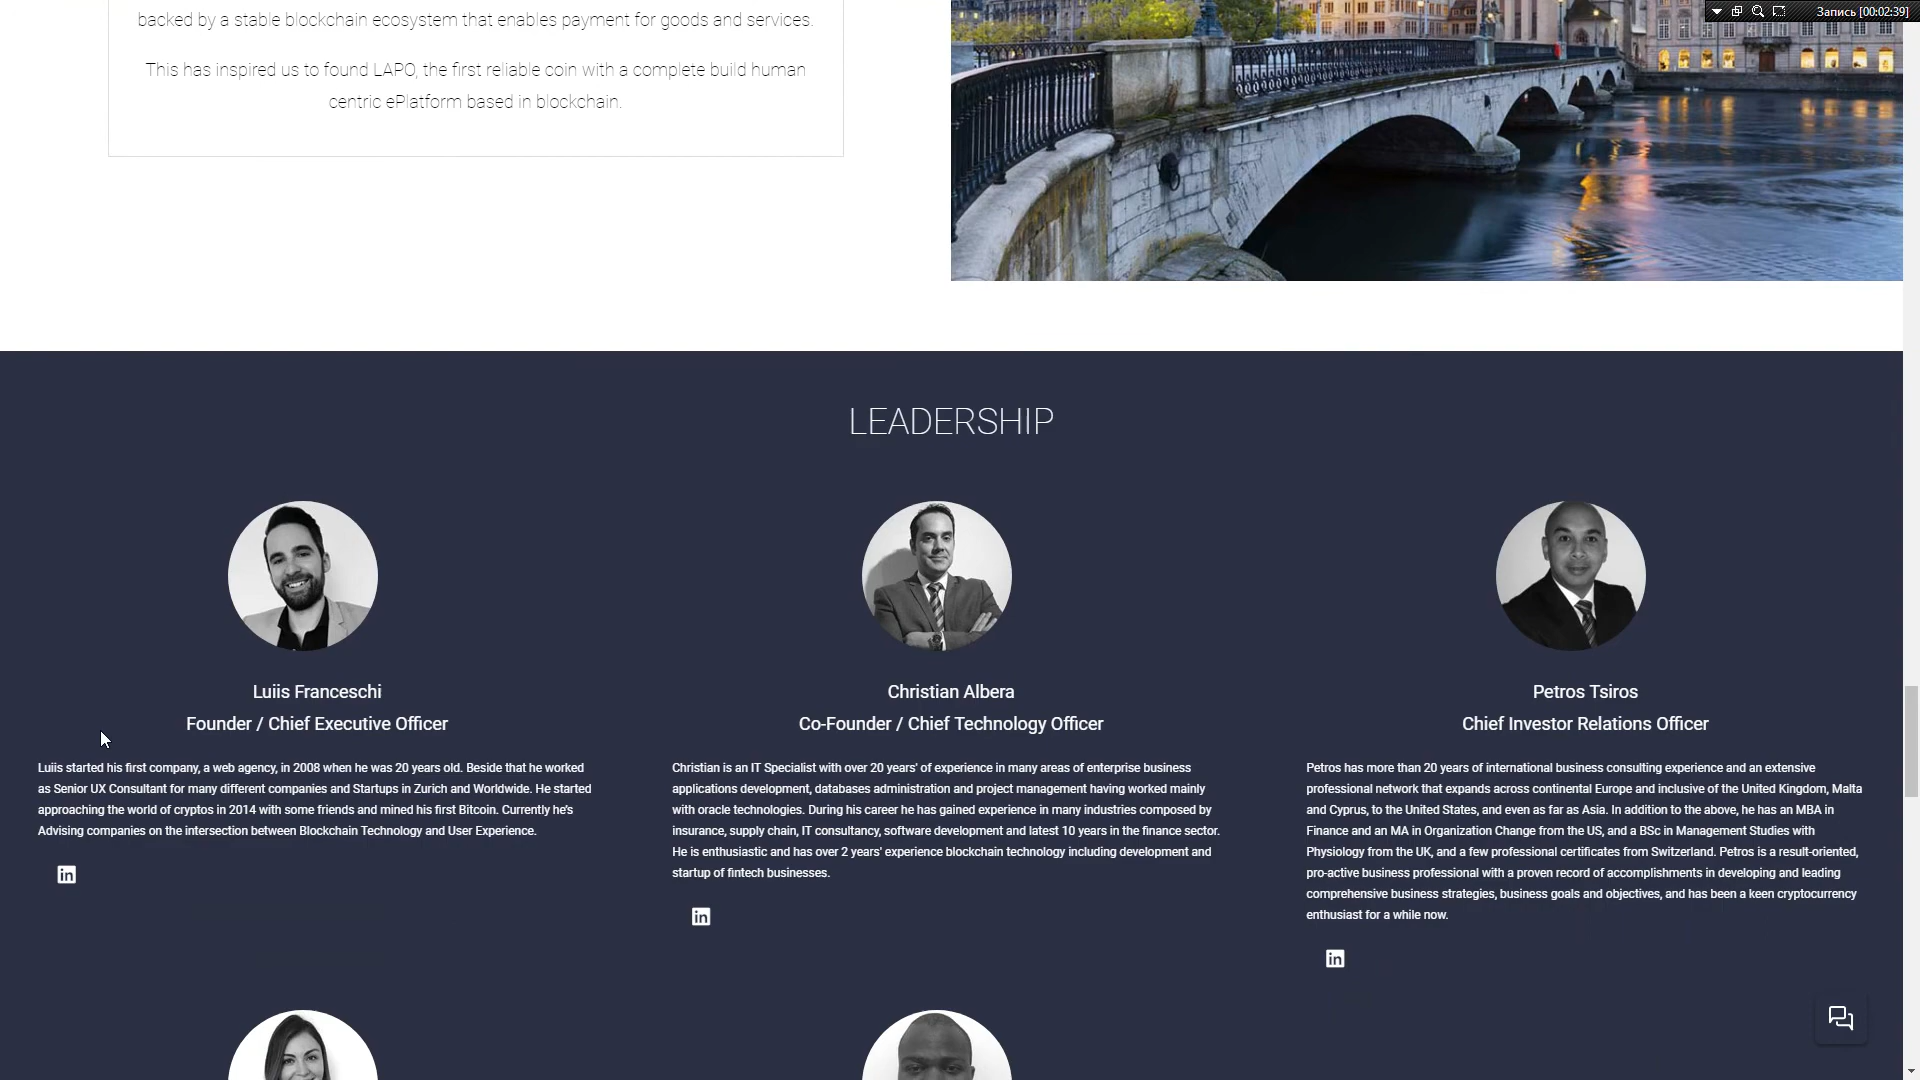 Запись [00:02:39]
backed by a stable blockchain ecosystem that enables payment for goods and services.
This has inspired us to found LAPO, the first reliable coin with a complete build human
centric ePlatform based in blockchain.
LEADERSHIP
Luiis Franceschi
Founder / Chief Executive Officer
Luiis started his first company, a web agency, in 2008 when he was 20 years old. Beside that he worked
as Senior UX Consultant for many different companies and Startups in Zurich and Worldwide. He started
approaching the world of cryptos in 2014 with some friends and mined his first Bitcoin. Currently he's
Advising companies on the intersection between Blockchain Technology and User Experience.
in
Christian Albera
Co-Founder / Chief Technology Officer
Christian is an IT Specialist with over 20 years' of experience in many areas of enterprise business
applications development, databases administration and project management having worked mainly
with oracle technologies. During his career he has gained experience in many industries composed by
insurance, supply chain, IT consultancy, software development and latest 10 years in the finance sector.
He is enthusiastic and has over 2 years' experience blockchain technology including development and
startup of fintech businesses.
in
Petros Tsiros
Chief Investor Relations Officer
Petros has more than 20 years of international business consulting experience and an extensive
professional network that expands across continental Europe and inclusive of the United Kingdom, Malta
and Cyprus, to the United States, and even as far as Asia. In addition to the above, he has an MBA in
Finance and an MA in Organization Change from the US, and a BSc in Management Studies with
Physiology from the UK, and a few professional certificates from Switzerland. Petros is a result-oriented,
pro-active business professional with a proven record of accomplishments in developing and leading
comprehensive business strategies, business goals and objectives, and has been a keen cryptocurrency
enthusiast for a while now.
in